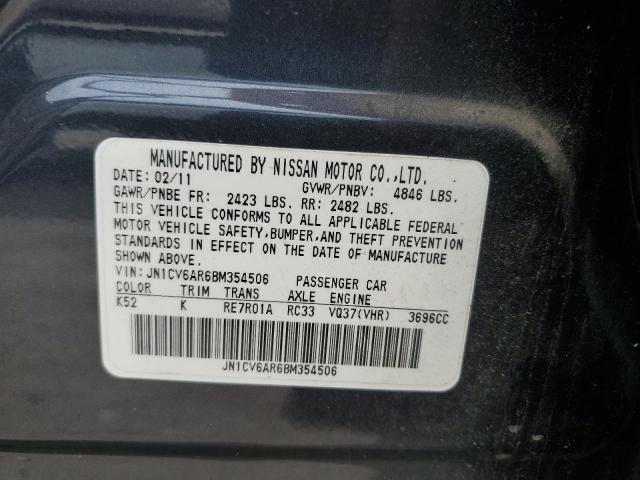 MANUFACTURED BY NISSAN MOTOR CO.,LTD.
DATE: 02/11 GVWR/PNBV: 4846 LBS.
GAWR/PNBE FR: 2423 LBS. RR: 2482 LBS.
THIS VEHICLE CONFORMS TO ALL APPLICABLE FEDERAL
MOTOR VEHICLE SAFETY,BUMPER,AND THEFT PREVENTION
STANDARDS IN EFFECT ON THE DATE OF MANUFACTURE
SHOWN ABOVE.
VIN: JN1CV6AR6BM354506 PASSENGER CAR
COLOR TRIM TRANS AXLE ENGINE
K52 K RE7R01A RC33 VQ37(VHR) 3696CC
JN1CV6AR6BM354506